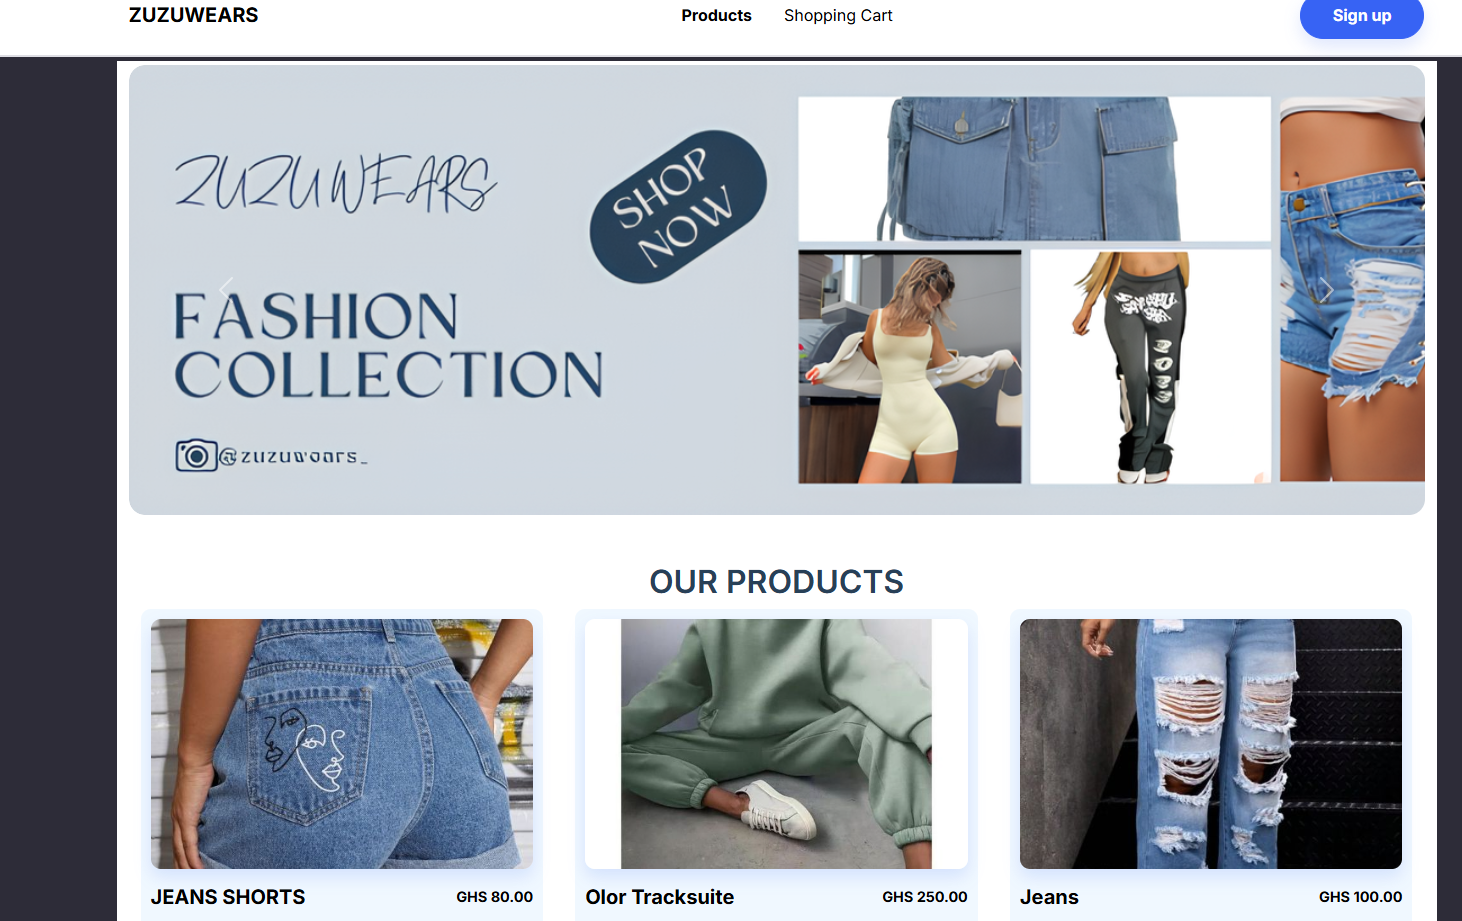 ZUZUWEARS
Products
Shopping Cart
Sign up
ZUZUWEARS
SHOP
NOW
FASHION
COLLECTION
@zuzuwears_
OUR PRODUCTS
JEANS SHORTS
GHS 80.00
Olor Tracksuite
GHS 250.00
Jeans
GHS 100.00